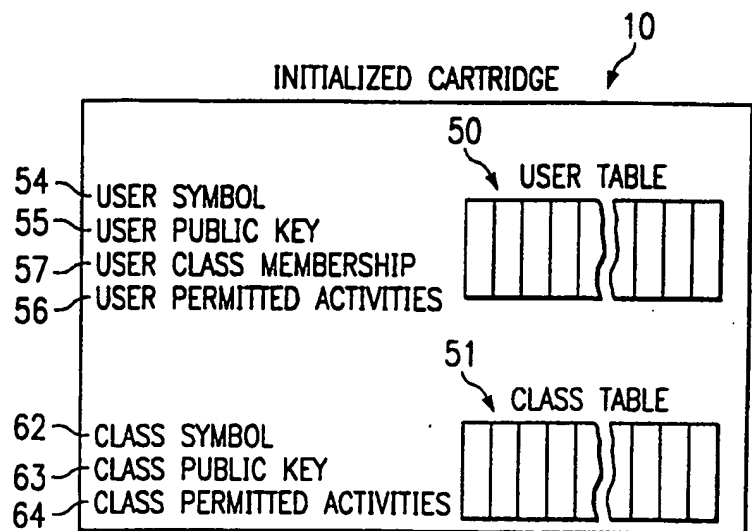 10
INITIALIZED CARTRIDGE
50
USER TABLE
54 USER SYMBOL
55 USER PUBLIC KEY
57 USER CLASS MEMBERSHIP
56 USER PERMITTED ACTIVITIES
51
CLASS TABLE
62 CLASS SYMBOL
63 CLASS PUBLIC KEY
64 CLASS PERMITTED ACTIVITIES